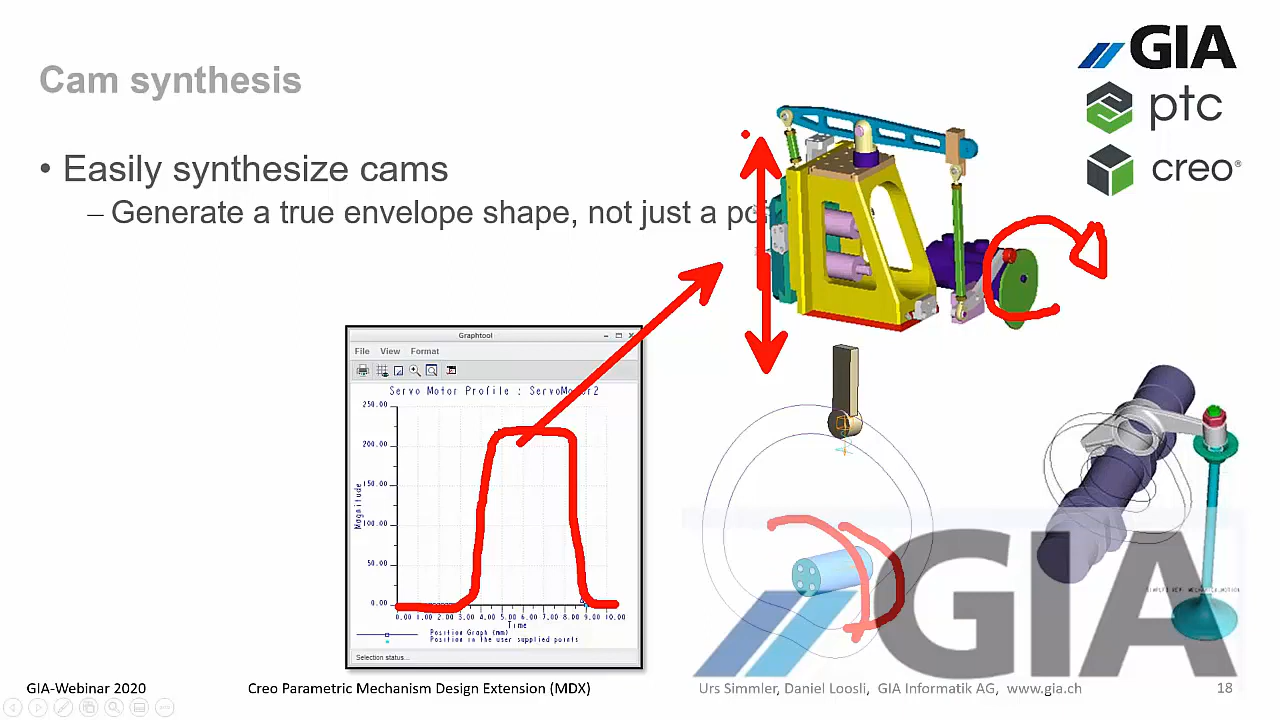 GIA
ptc
creo®
Cam synthesis
• Easily synthesize cams
– Generate a true envelope shape, not just a
Graphtool
File View Format
Servo Motor Profile : ServoMotor2
250.00
200.00
150.00
100.00
50.00
0.00
Magnitude
0.00 1.00 2.00 3.00 4.00 5.00 6.00 7.00 8.00 9.00 10.00
Time
Position Graph (mm)
Position in the user supplied points
Selection status...
GIA
GIA-Webinar 2020 Creo Parametric Mechanism Design Extension (MDX) Urs Simmler, Daniel Loosli, GIA Informatik AG, www.gia.ch 18